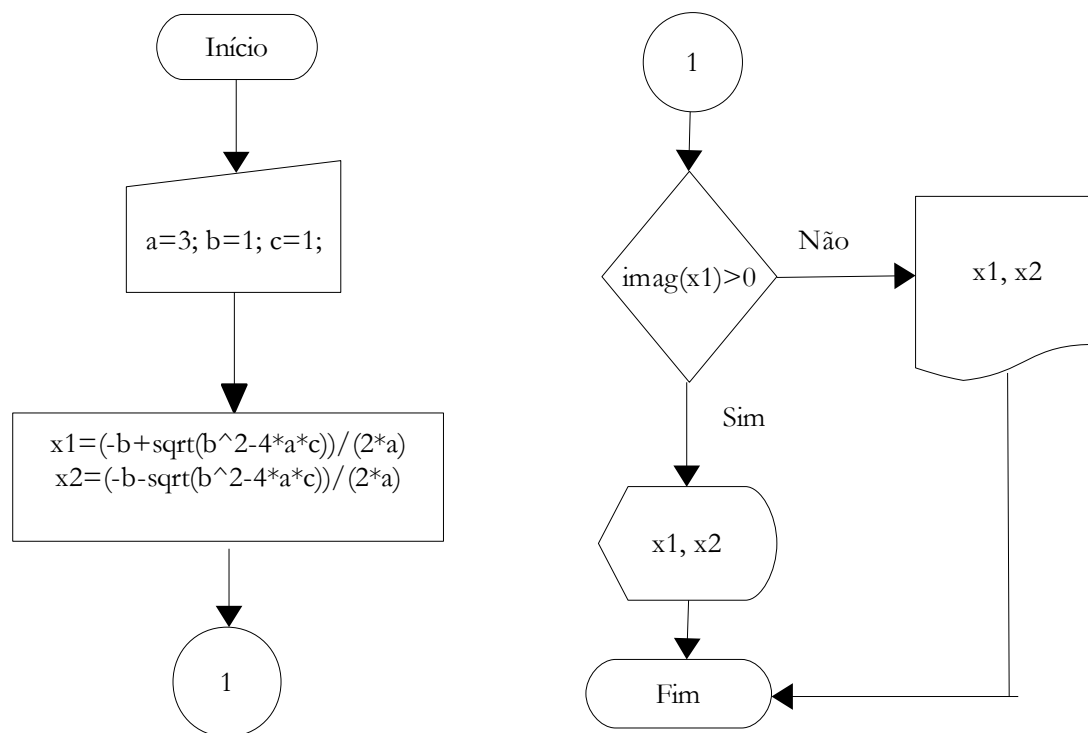 Início
a=3; b=1; c=1;
x1=(-b+sqrt(b^2-4*a*c))/(2*a)
x2=(-b-sqrt(b^2-4*a*c))/(2*a)
1
1
imag(x1)>0
Não
x1, x2
Sim
x1, x2
Fim